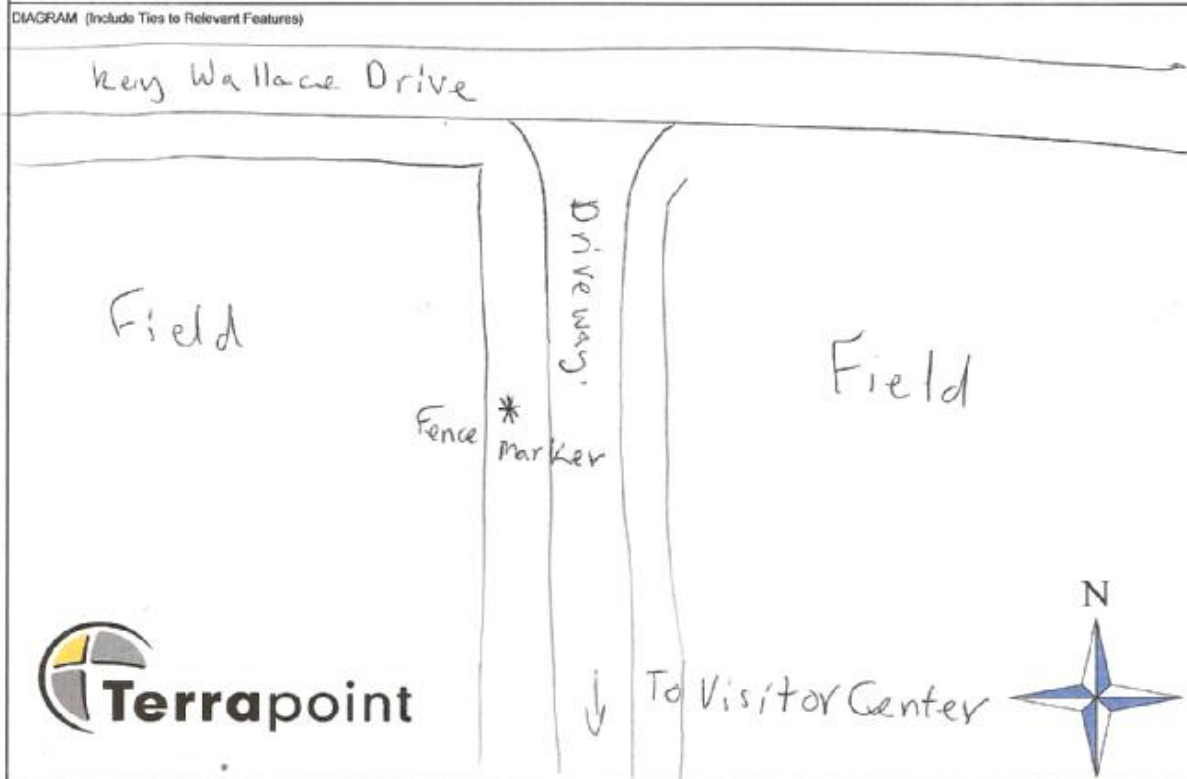 DIAGRAM (Include Ties to Relevant Features)
Key Wallace Drive
Driveway
Field
Field
Fence
Marker
N
Terrapoint
To Visitor Center